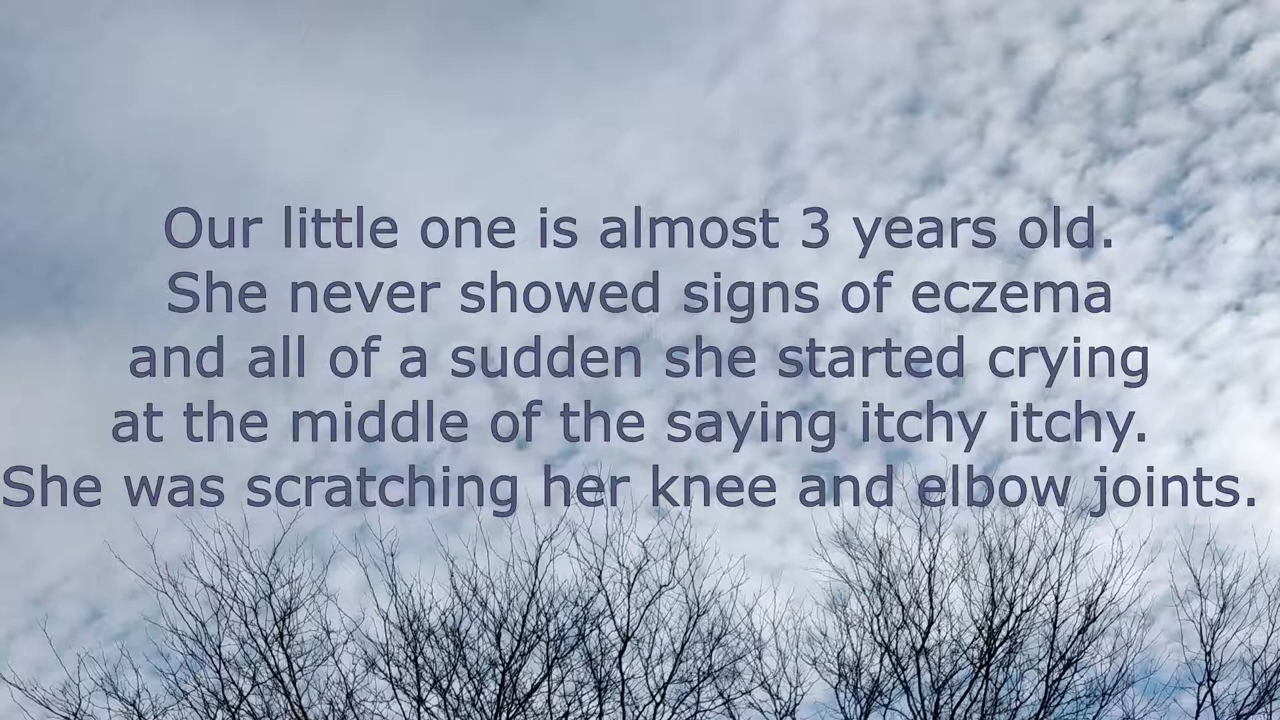 Our little one is almost 3 years old.
She never showed signs of eczema
and all of a sudden she started crying
at the middle of the saying itchy itchy.
She was scratching her knee and elbow joints.